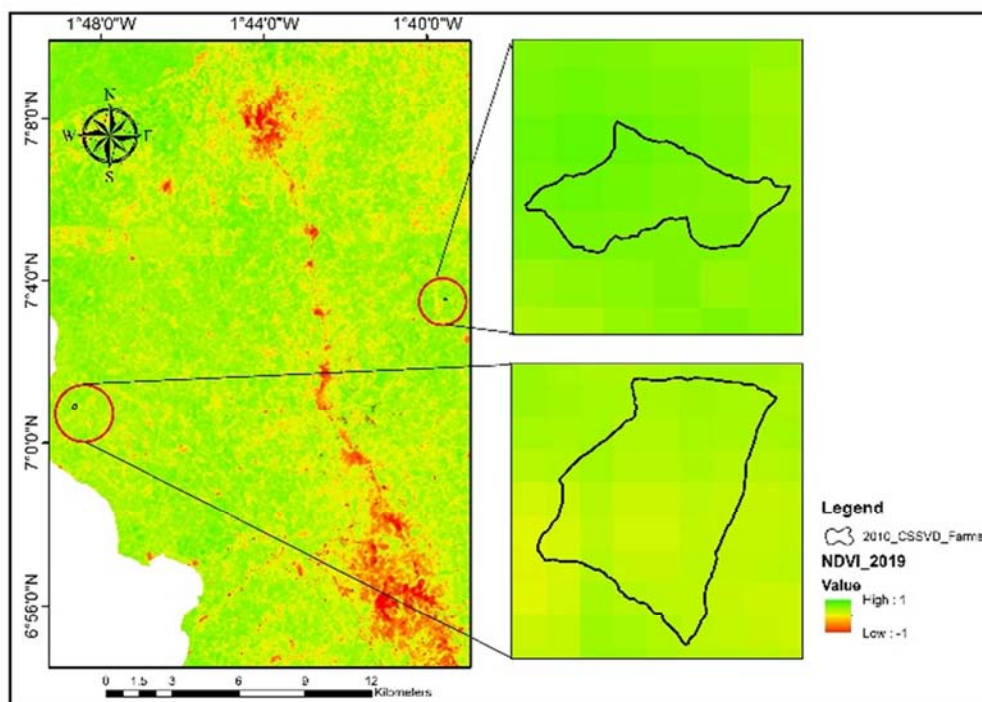 1°48'0"W 1°44'0"W 1°40'0"W
7°8'0"N
7°4'0"N
7°0'0"N
6°56'0"N
N
W E
S
Legend
2010_CSSVD_Farms
NDVI_2019
Value
High : 1
Low : -1
0 1.5 3 6 9 12
Kilometers